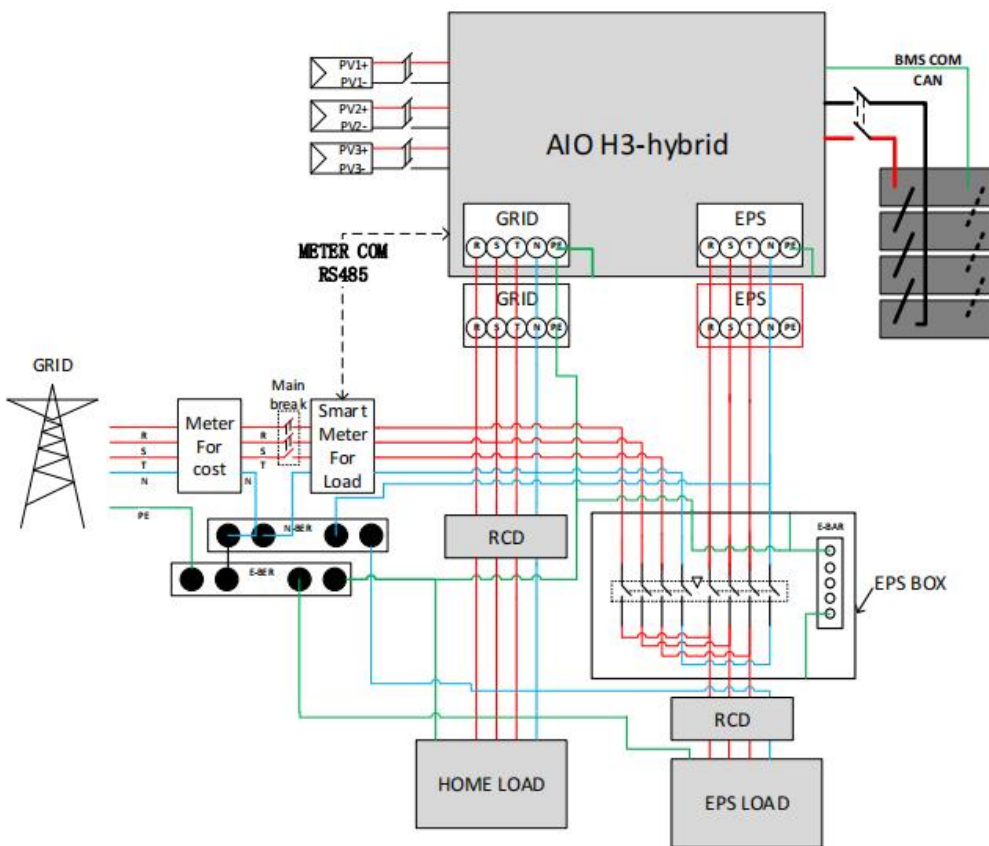 PV1+
PV1-
PV2+
PV2-
PV3+
PV3-
AIO H3-hybrid
BMS COM
CAN
GRID
R S T N PE
EPS
R S T N PE
METER COM
RS485
GRID
R S T N PE
EPS
R S T N PE
GRID
R
S
T
N
PE
Meter
For
cost
N
Main
break
R
S
T
Smart
Meter
For
Load
N-BER
E-BER
RCD
E-BAR
EPS BOX
RCD
HOME LOAD
EPS LOAD